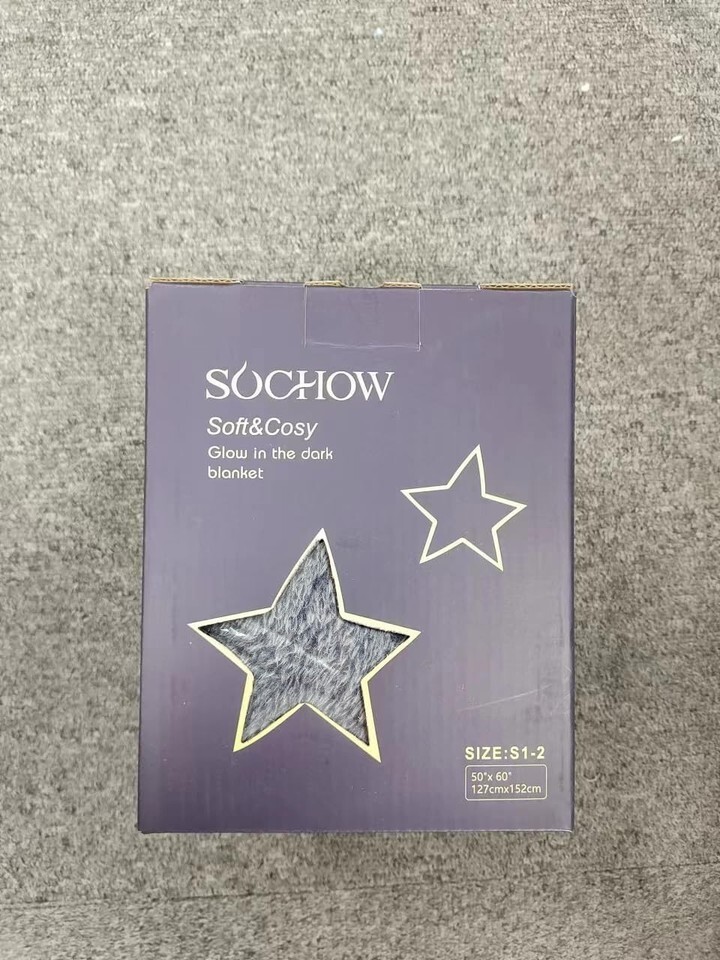 SOCHOW
Soft&Cosy
Glow in the dark
blanket
SIZE:S1-2
50"x 60"
127cmx152cm